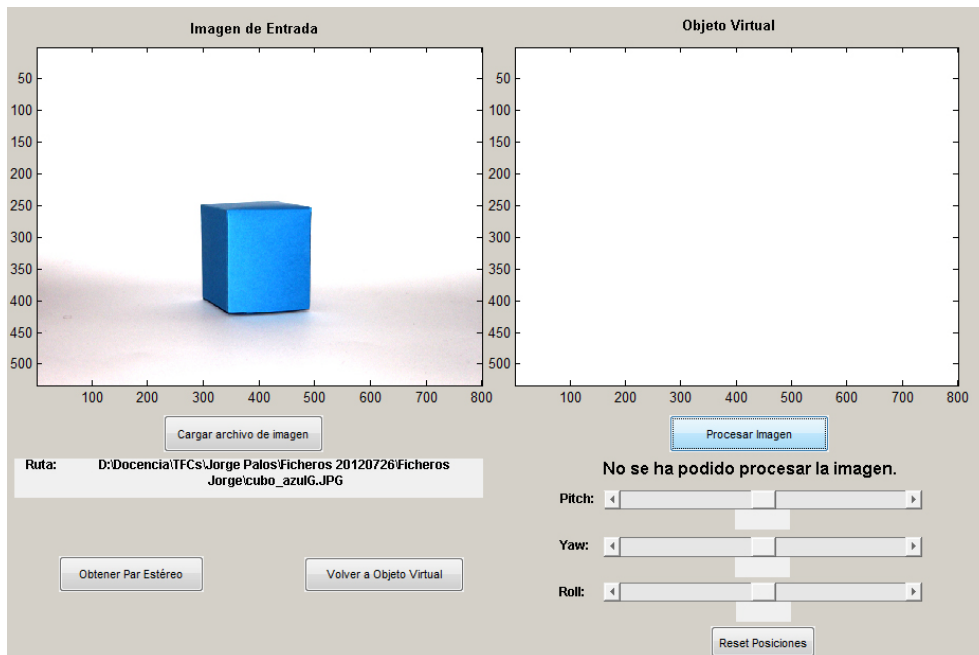 Imagen de Entrada
50
100
150
200
250
300
350
400
450
500
100 200 300 400 500 600 700 800
Cargar archivo de imagen
Ruta: D:\Docencia\TFCs\Jorge Palos\Ficheros 20120726\Ficheros
Jorge\cubo_azulG.JPG
Obtener Par Estéreo
Volver a Objeto Virtual
Objeto Virtual
50
100
150
200
250
300
350
400
450
500
100 200 300 400 500 600 700 800
Procesar Imagen
No se ha podido procesar la imagen.
Pitch:
Yaw:
Roll:
Reset Posiciones